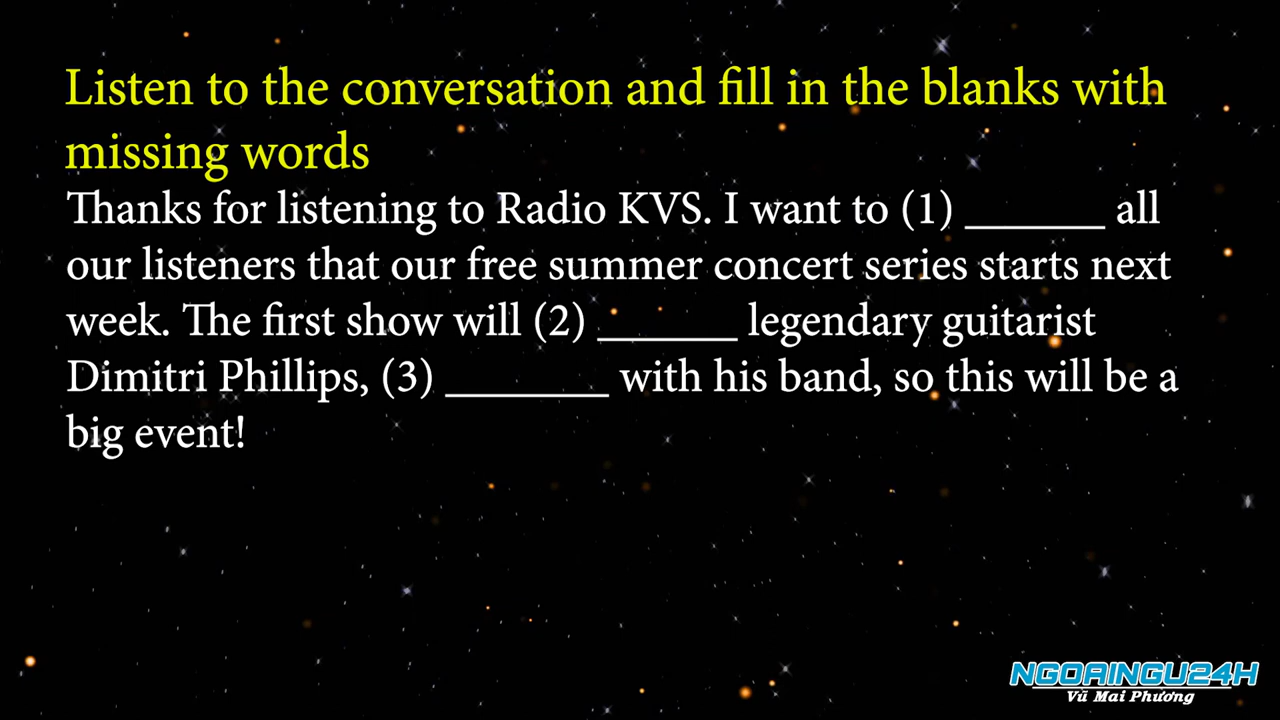 Listen to the conversation and fill in the blanks with
missing words
Thanks for listening to Radio KVS. I want to (1) _______ all
our listeners that our free summer concert series starts next
week. The first show will (2) _______ legendary guitarist
Dimitri Phillips, (3) ________ with his band, so this will be a
big event!
NGOAINGU24H
Vũ Mai Phương